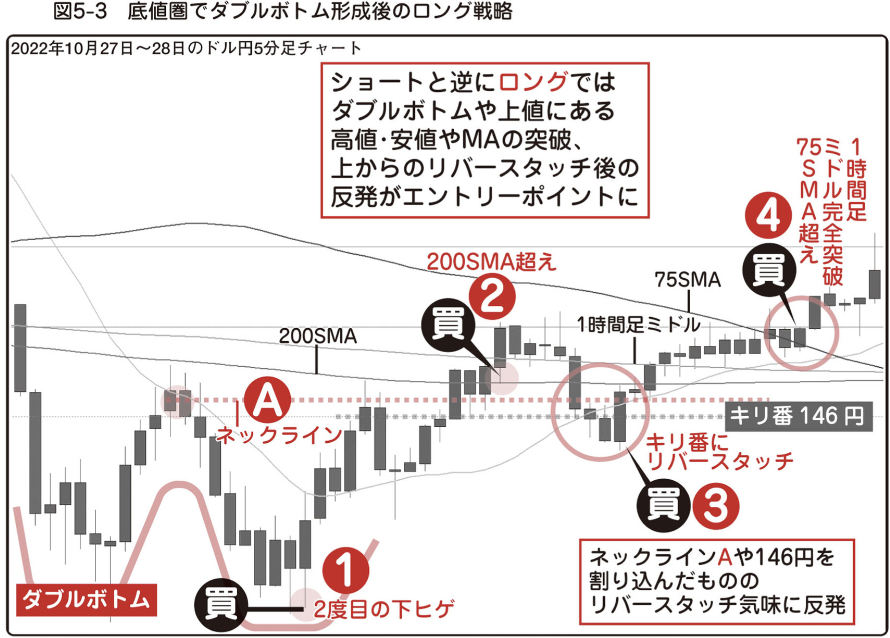 図5-3　底値圏でダブルボトム形成後のロング戦略
2022年10月27日～28日のドル円5分足チャート
ショートと逆にロングでは
ダブルボトムや上値にある
高値・安値やMAの突破、
上からのリバースタッチ後の
反発がエントリーポイントに
1時間足
ミドル完全突破
75SMA超え
4
買
200SMA超え
2
買
75SMA
1時間足ミドル
200SMA
A
ネックライン
キリ番146円
キリ番に
リバースタッチ
買
3
ネックラインAや146円を
割り込んだものの
リバースタッチ気味に反発
1
2度目の下ヒゲ
買
ダブルボトム